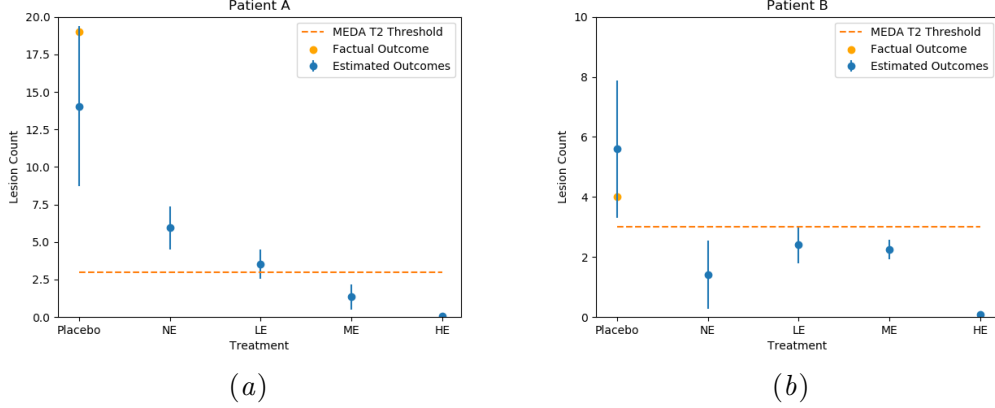 Patient A
20.0
17.5
15.0
12.5
10.0
7.5
5.0
2.5
0.0
Lesion Count
MEDA T2 Threshold
Factual Outcome
Estimated Outcomes
Placebo NE LE ME HE
Treatment
(a)
Patient B
10
8
6
4
2
0
Lesion Count
MEDA T2 Threshold
Factual Outcome
Estimated Outcomes
Placebo NE LE ME HE
Treatment
(b)